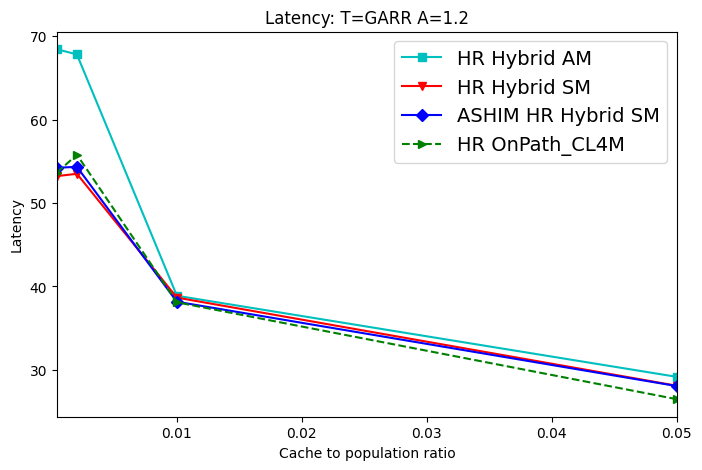 Latency: T=GARR A=1.2
HR Hybrid AM
HR Hybrid SM
ASHIM HR Hybrid SM
HR OnPath_CL4M
Latency
70
60
50
40
30
0.01 0.02 0.03 0.04 0.05
Cache to population ratio